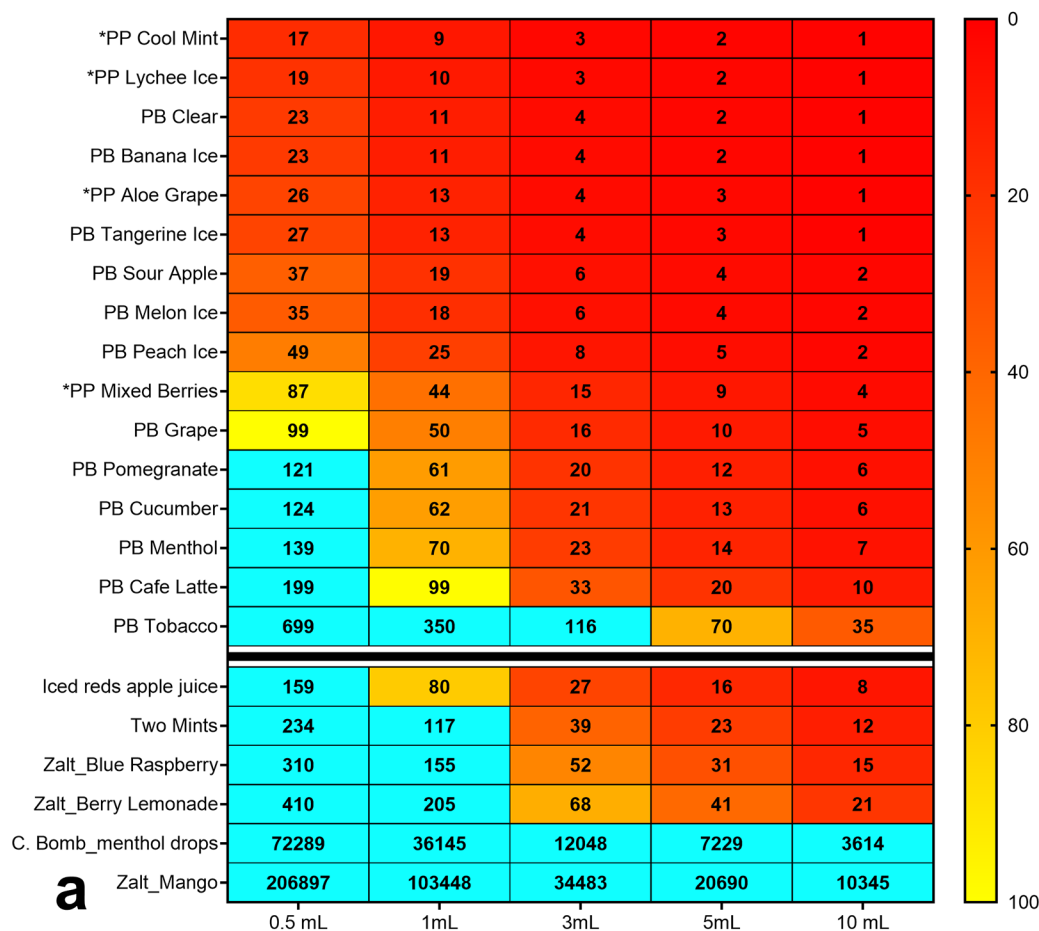 *PP Cool Mint 17 9 3 2 1
*PP Lychee Ice 19 10 3 2 1
PB Clear 23 11 4 2 1
PB Banana Ice 23 11 4 2 1
*PP Aloe Grape 26 13 4 3 1
PB Tangerine Ice 27 13 4 3 1
PB Sour Apple 37 19 6 4 2
PB Melon Ice 35 18 6 4 2
PB Peach Ice 49 25 8 5 2
*PP Mixed Berries 87 44 15 9 4
PB Grape 99 50 16 10 5
PB Pomegranate 121 61 20 12 6
PB Cucumber 124 62 21 13 6
PB Menthol 139 70 23 14 7
PB Cafe Latte 199 99 33 20 10
PB Tobacco 699 350 116 70 35
Iced reds apple juice 159 80 27 16 8
Two Mints 234 117 39 23 12
Zalt_Blue Raspberry 310 155 52 31 15
Zalt_Berry Lemonade 410 205 68 41 21
C. Bomb_menthol drops 72289 36145 12048 7229 3614
Zalt_Mango 206897 103448 34483 20690 10345
a
0.5 mL 1mL 3mL 5mL 10 mL
0
20
40
60
80
100